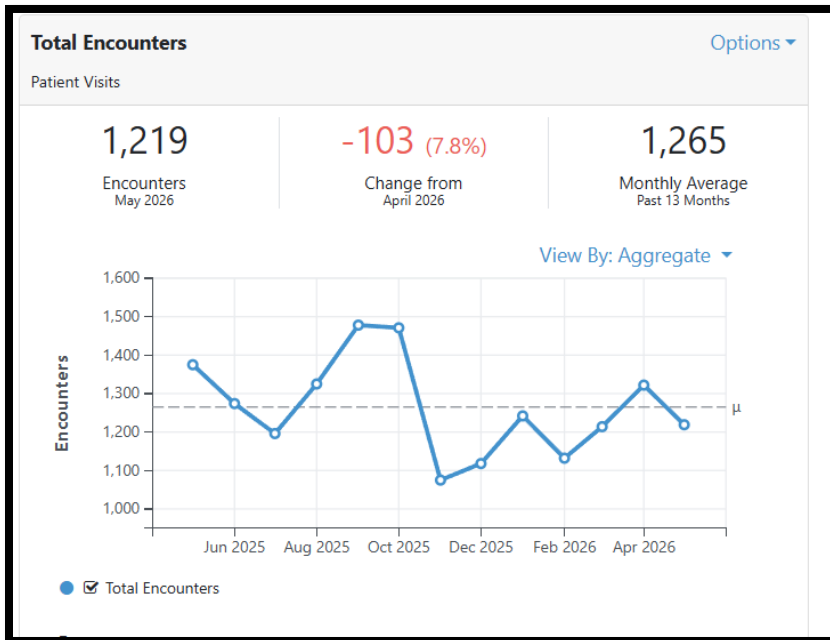 Total Encounters
Options
Patient Visits
1,219
Encounters
May 2026
-103 (7.8%)
Change from
April 2026
1,265
Monthly Average
Past 13 Months
View By: Aggregate
Encounters
1,600
1,500
1,400
1,300
1,200
1,100
1,000
μ
Jun 2025 Aug 2025 Oct 2025 Dec 2025 Feb 2026 Apr 2026
Total Encounters